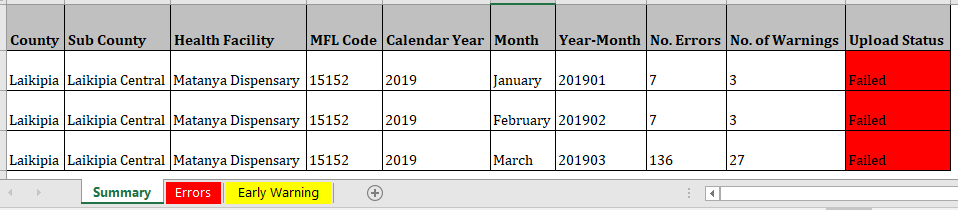 County Sub County Health Facility MFL Code Calendar Year Month Year-Month No. Errors No. of Warnings Upload Status
Laikipia Laikipia Central Matanya Dispensary 15152 2019 January 201901 7 3 Failed
Laikipia Laikipia Central Matanya Dispensary 15152 2019 February 201902 7 3 Failed
Laikipia Laikipia Central Matanya Dispensary 15152 2019 March 201903 136 27 Failed
Summary Errors Early Warning